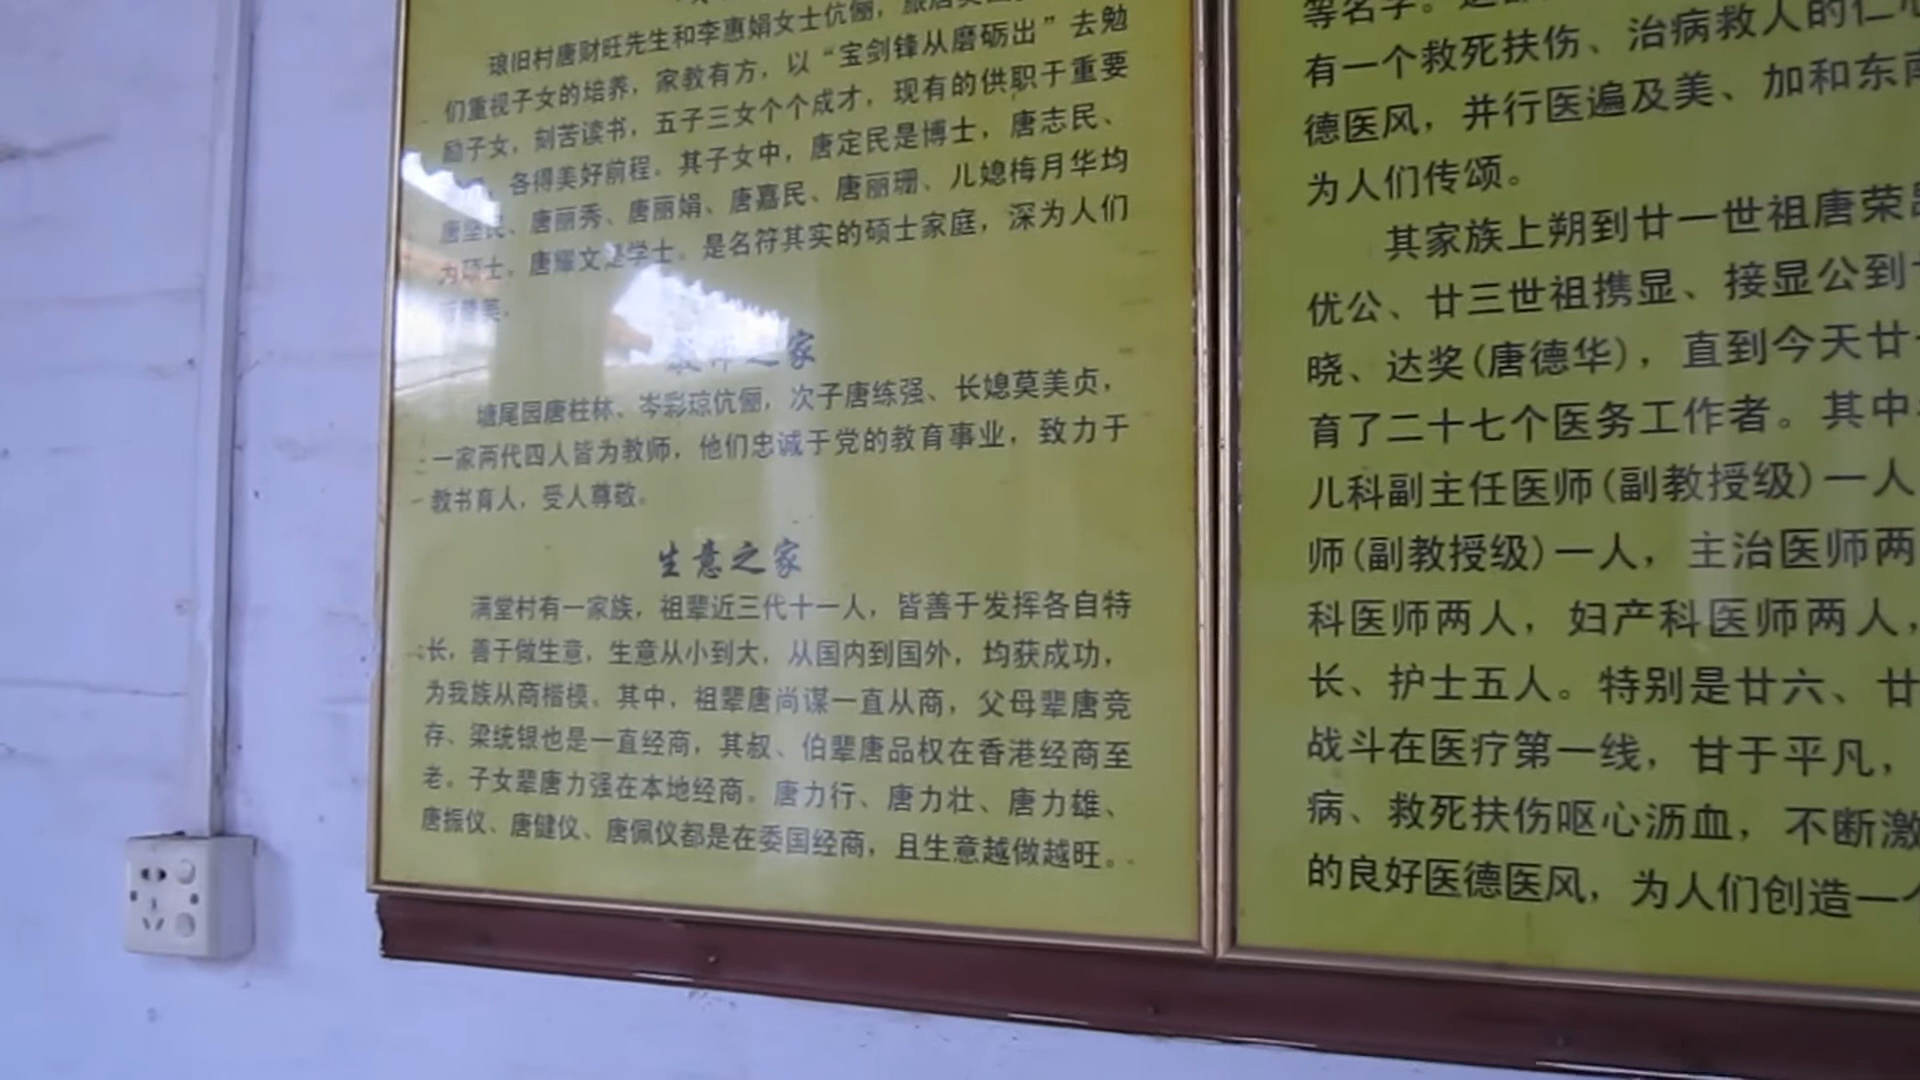 琅旧村唐财旺先生和李惠娟女士伉俪，旅居
们重视子女的培养，家教有方，以“宝剑锋从磨砺出”去勉
励子女，刻苦读书，五子三女个个成才，现有的供职于重要
各得美好前程。其子女中，唐定民是博士，唐志民、
唐坚民、唐丽秀、唐丽娟、唐嘉民、唐丽珊、儿媳梅月华均
为硕士。唐耀文是学士。是名符其实的硕士家庭，深为人们
美。
教师之家
塘尾园唐柱林、岑彩琼伉俪，次子唐练强、长媳莫美贞，
一家两代四人皆为教师，他们忠诚于党的教育事业，致力于
教书育人，受人尊敬。
生意之家
满堂村有一家族，祖辈近三代十一人，皆善于发挥各自特
长，善于做生意，生意从小到大，从国内到国外，均获成功，
为我族从商楷模。其中，祖辈唐尚谋一直从商，父母辈唐竞
存、梁统银也是一直经商，其叔、伯辈唐品权在香港经商至
老。子女辈唐力强在本地经商。唐力行、唐力壮、唐力雄、
唐振仪、唐健仪、唐佩仪都是在委国经商，且生意越做越旺。
等名字。
有一个救死扶伤、治病救人的仁心
德医风，并行医遍及美、加和东南
为人们传颂。
其家族上朔到廿一世祖唐荣
优公、廿三世祖携显、接显公到
晓、达奖(唐德华)，直到今天廿
育了二十七个医务工作者。其中
儿科副主任医师(副教授级)一人
师(副教授级)一人，主治医师两
科医师两人，妇产科医师两人，
长、护士五人。特别是廿六、廿
战斗在医疗第一线，甘于平凡，
病、救死扶伤呕心沥血，不断激
的良好医德医风，为人们创造一个